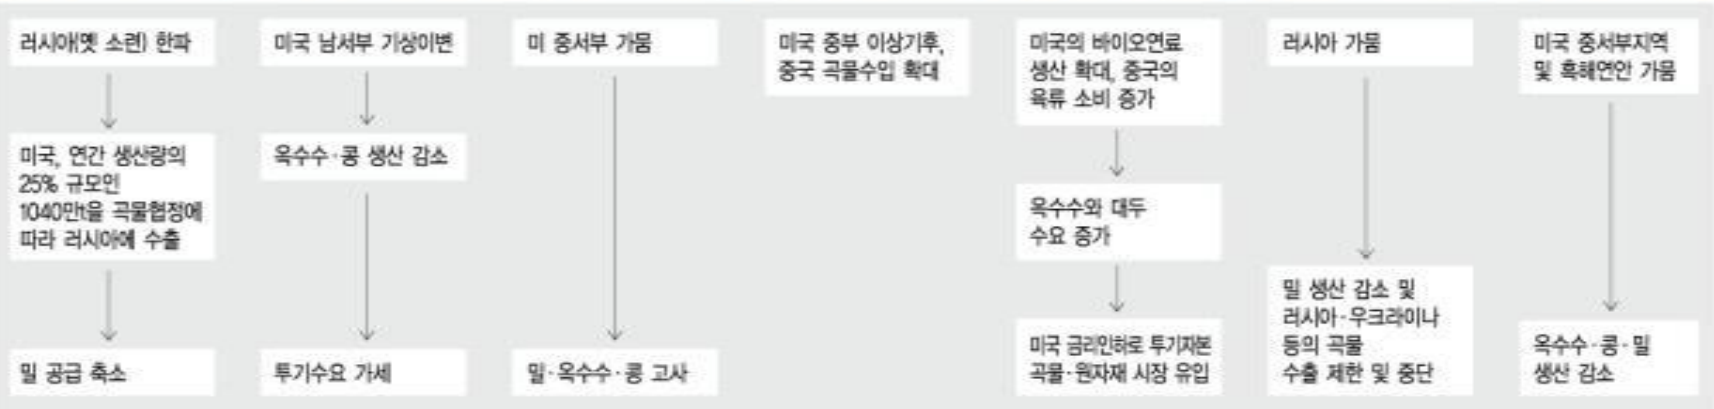 러시아(옛 소련) 한파
미국, 연간 생산량의
25% 규모인
1040만t을 곡물협정에
따라 러시아에 수출
밀 공급 축소
미국 남서부 기상이변
옥수수·콩 생산 감소
투기수요 가세
미 중서부 가뭄
밀·옥수수·콩 고사
미국 중부 이상기후,
중국 곡물수입 확대
미국의 바이오연료
생산 확대, 중국의
육류 소비 증가
옥수수와 대두
수요 증가
미국 금리인하로 투기자본
곡물·원자재 시장 유입
러시아 가뭄
밀 생산 감소 및
러시아·우크라이나
등의 곡물
수출 제한 및 중단
미국 중서부지역
및 흑해연안 가뭄
옥수수·콩·밀
생산 감소